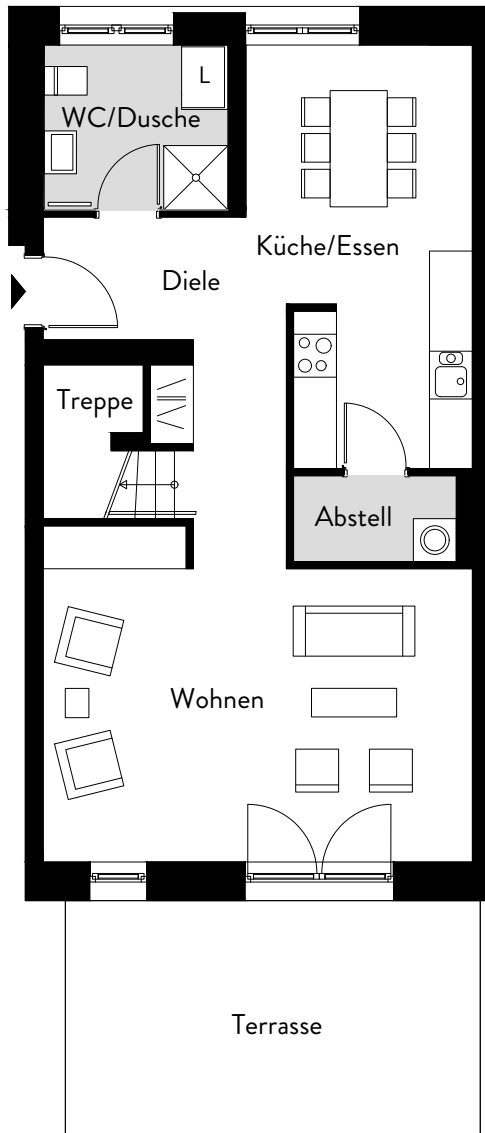 L
WC/Dusche
Küche/Essen
Diele
Treppe
Abstell
Wohnen
Terrasse